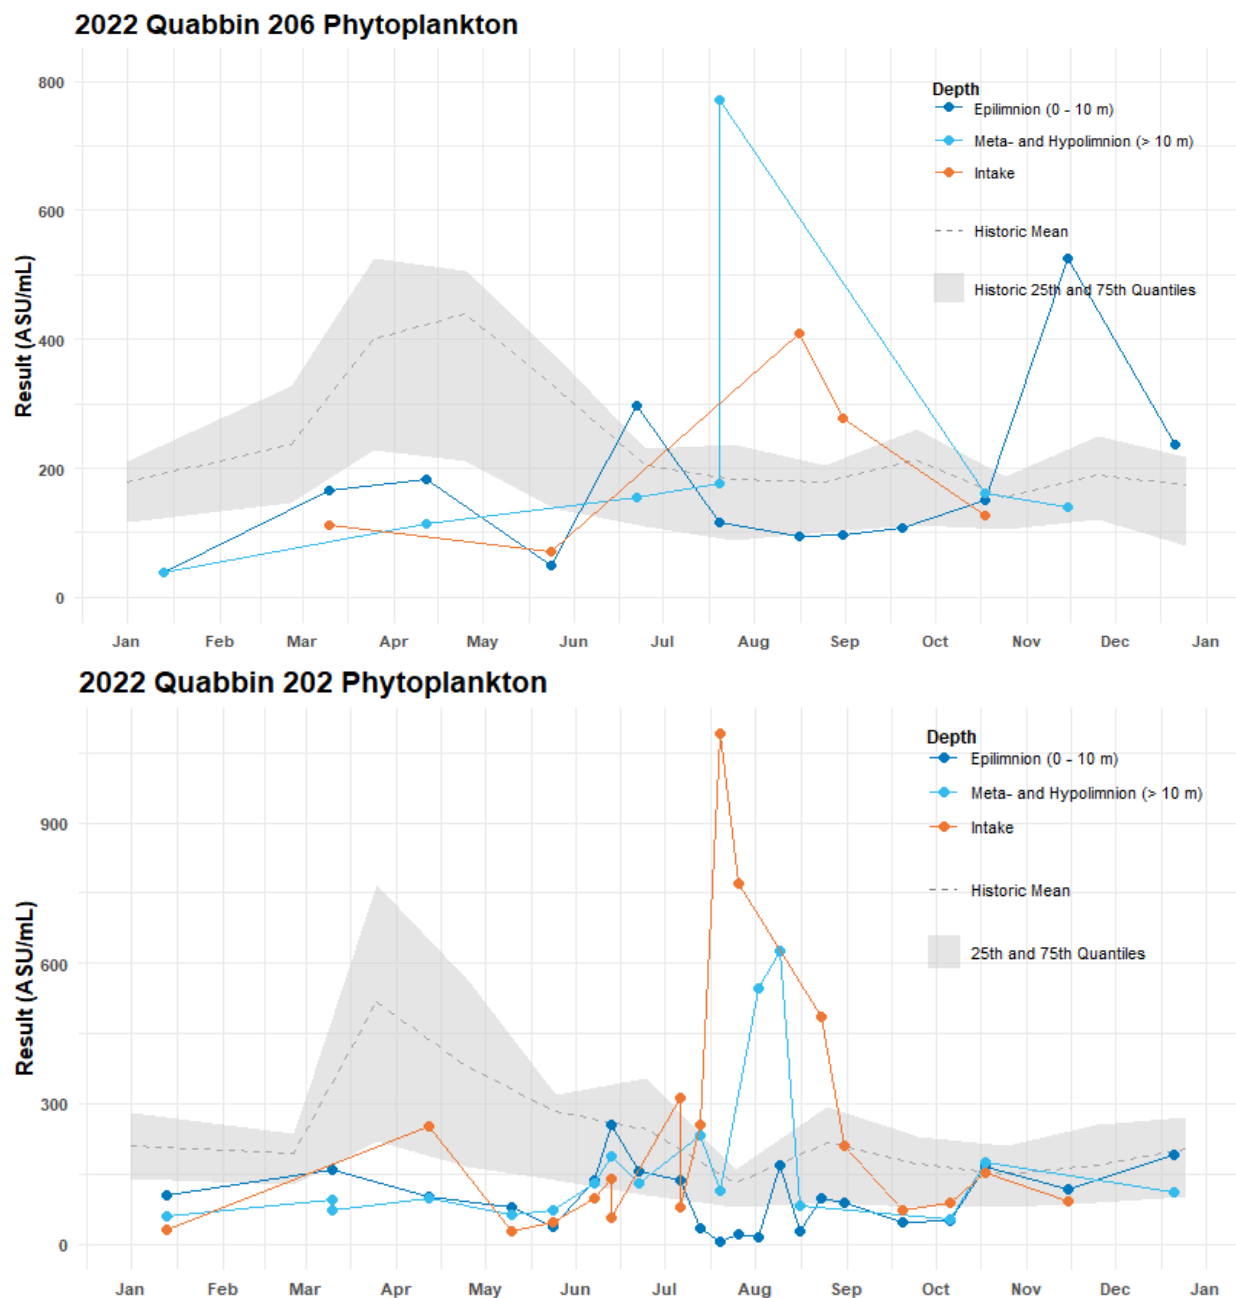 2022 Quabbin 206 Phytoplankton
Result (ASU/mL)
800
600
400
200
0
Depth
Epilimnion (0 - 10 m)
Meta- and Hypolimnion (> 10 m)
Intake
Historic Mean
Historic 25th and 75th Quantiles
Jan Feb Mar Apr May Jun Jul Aug Sep Oct Nov Dec Jan
2022 Quabbin 202 Phytoplankton
Result (ASU/mL)
900
600
300
0
Depth
Epilimnion (0 - 10 m)
Meta- and Hypolimnion (> 10 m)
Intake
Historic Mean
25th and 75th Quantiles
Jan Feb Mar Apr May Jun Jul Aug Sep Oct Nov Dec Jan